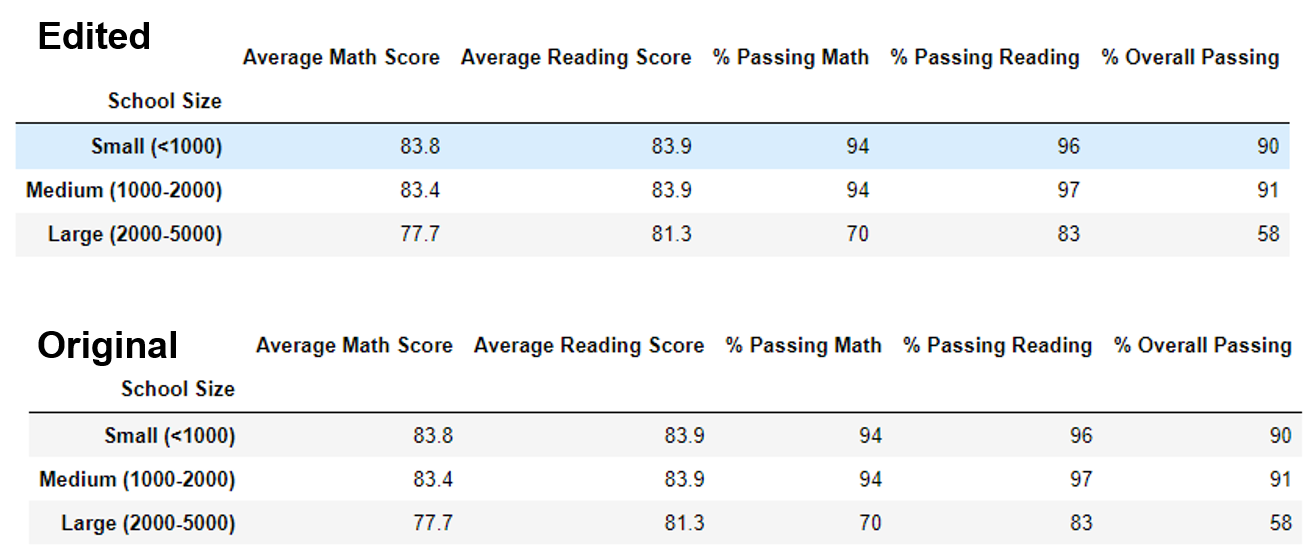 Edited
Average Math Score Average Reading Score % Passing Math % Passing Reading % Overall Passing
School Size
Small (<1000) 83.8 83.9 94 96 90
Medium (1000-2000) 83.4 83.9 94 97 91
Large (2000-5000) 77.7 81.3 70 83 58
Original
Average Math Score Average Reading Score % Passing Math % Passing Reading % Overall Passing
School Size
Small (<1000) 83.8 83.9 94 96 90
Medium (1000-2000) 83.4 83.9 94 97 91
Large (2000-5000) 77.7 81.3 70 83 58